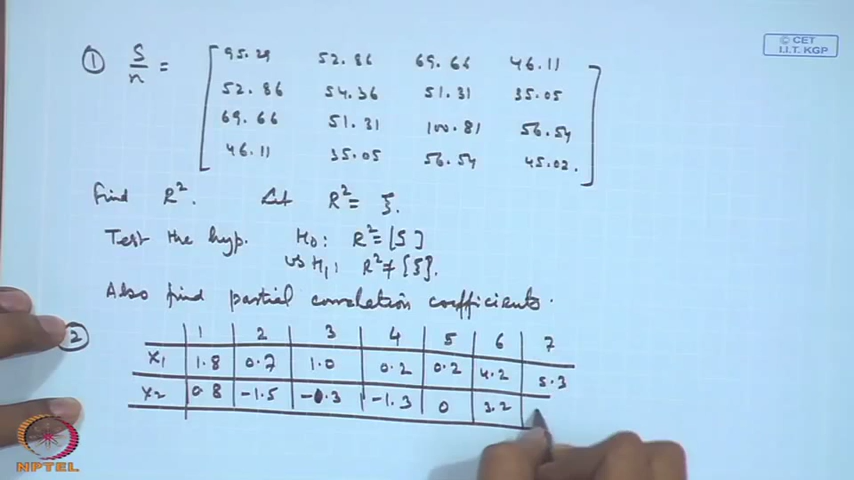 © CET
I.I.T. KGP
① S/n = [ 95.29 52.86 69.66 46.11
52.86 54.36 51.31 35.05
69.66 51.31 100.81 56.54
46.11 35.05 56.54 45.02. ]
Find R². Let R² = ξ.
Test the hyp. H₀: R² = [ξ]
vs H₁: R² ≠ {ξ}.
Also find partial correlation coefficients.
② 1 2 3 4 5 6 7
X₁ 1.8 0.7 1.0 0.2 0.2 4.2 5.3
X₂ 0.8 -1.5 -0.3 -1.3 0 3.2
NPTEL